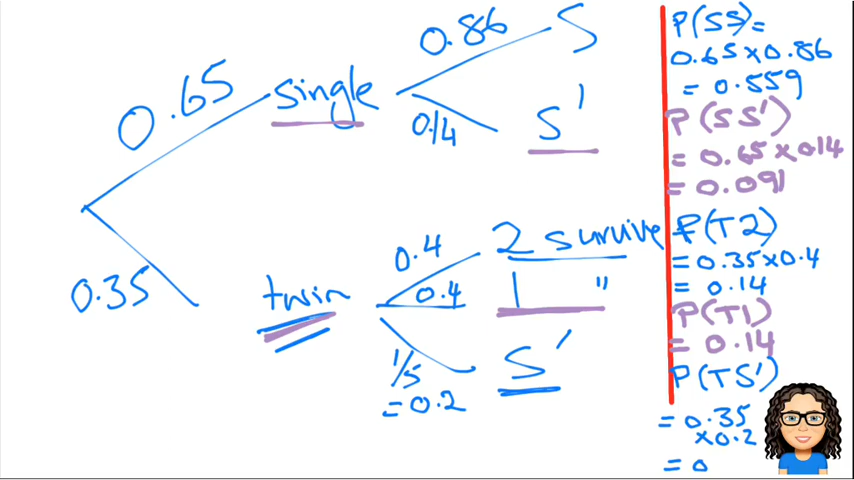 0.65
single
0.86
S
0.14
S'
0.35
twin
0.4
2 survive
0.4
1 "
1/5
= 0.2
S'
P(SS) =
0.65 x 0.86
= 0.559
P(SS')
= 0.65 x 0.14
= 0.091
P(T2)
= 0.35 x 0.4
= 0.14
P(T1)
= 0.14
P(TS')
= 0.35
x 0.2
= 0